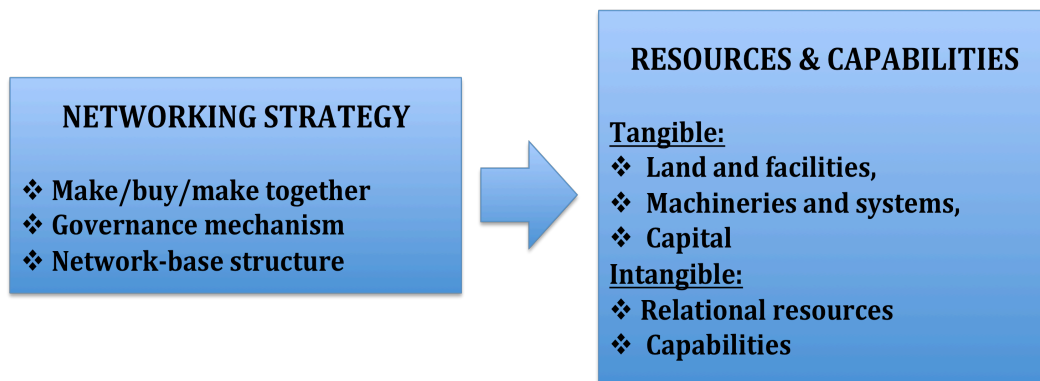 NETWORKING STRATEGY
❖ Make/buy/make together
❖ Governance mechanism
❖ Network-base structure
RESOURCES & CAPABILITIES
Tangible:
❖ Land and facilities,
❖ Machineries and systems,
❖ Capital
Intangible:
❖ Relational resources
❖ Capabilities